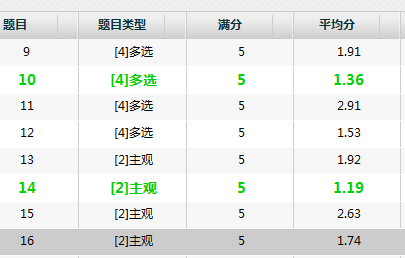 题目 题目类型 满分 平均分
9 [4]多选 5 1.91
10 [4]多选 5 1.36
11 [4]多选 5 2.91
12 [4]多选 5 1.53
13 [2]主观 5 1.92
14 [2]主观 5 1.19
15 [2]主观 5 2.63
16 [2]主观 5 1.74